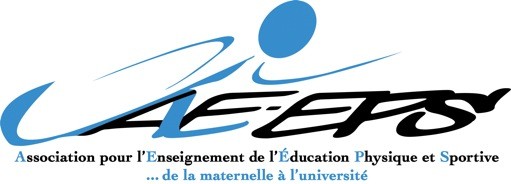 AE-EPS
Association pour l'Enseignement de l'Éducation Physique et Sportive
... de la maternelle à l'université